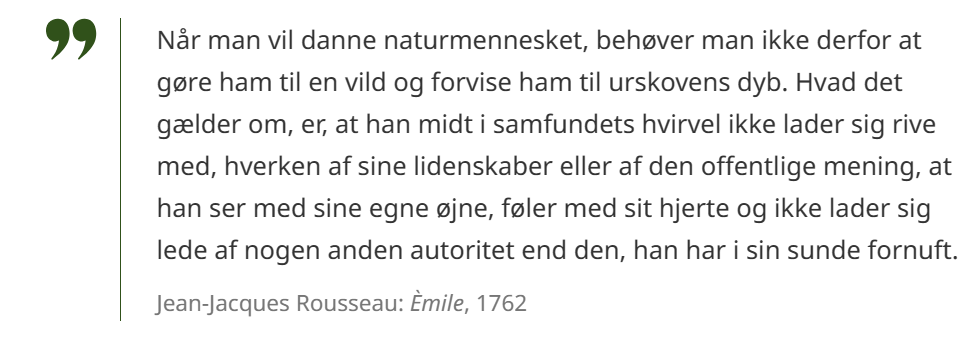 ”
Når man vil danne naturmennesket, behøver man ikke derfor at
gøre ham til en vild og forvise ham til urskovens dyb. Hvad det
gælder om, er, at han midt i samfundets hvirvel ikke lader sig rive
med, hverken af sine lidenskaber eller af den offentlige mening, at
han ser med sine egne øjne, føler med sit hjerte og ikke lader sig
lede af nogen anden autoritet end den, han har i sin sunde fornuft.
Jean-Jacques Rousseau: Èmile, 1762